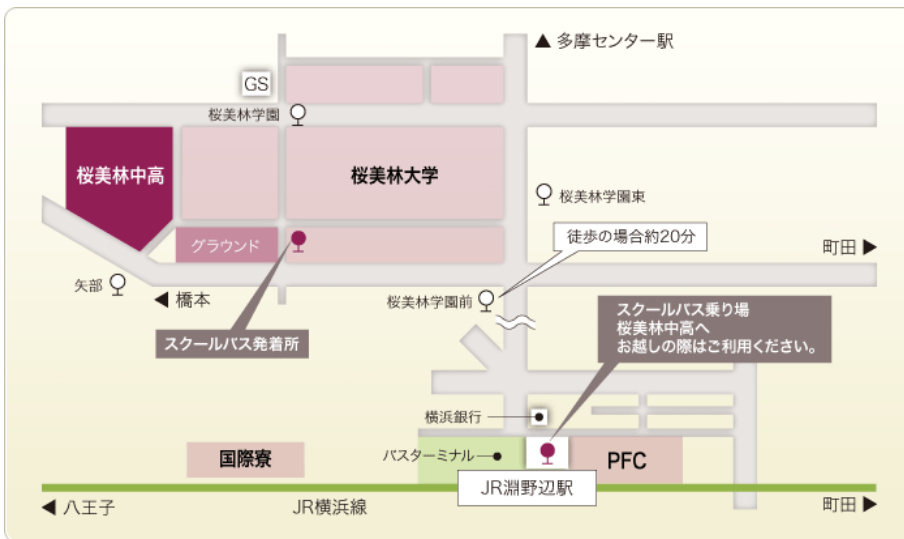 ▲ 多摩センター駅
GS
桜美林学園
桜美林中高
桜美林大学
桜美林学園東
徒歩の場合約20分
グラウンド
町田 ▶
矢部
◀ 橋本
桜美林学園前
スクールバス発着所
スクールバス乗り場
桜美林中高へ
お越しの際はご利用ください。
横浜銀行
国際寮
バスターミナル
PFC
JR淵野辺駅
◀ 八王子
JR横浜線
町田 ▶